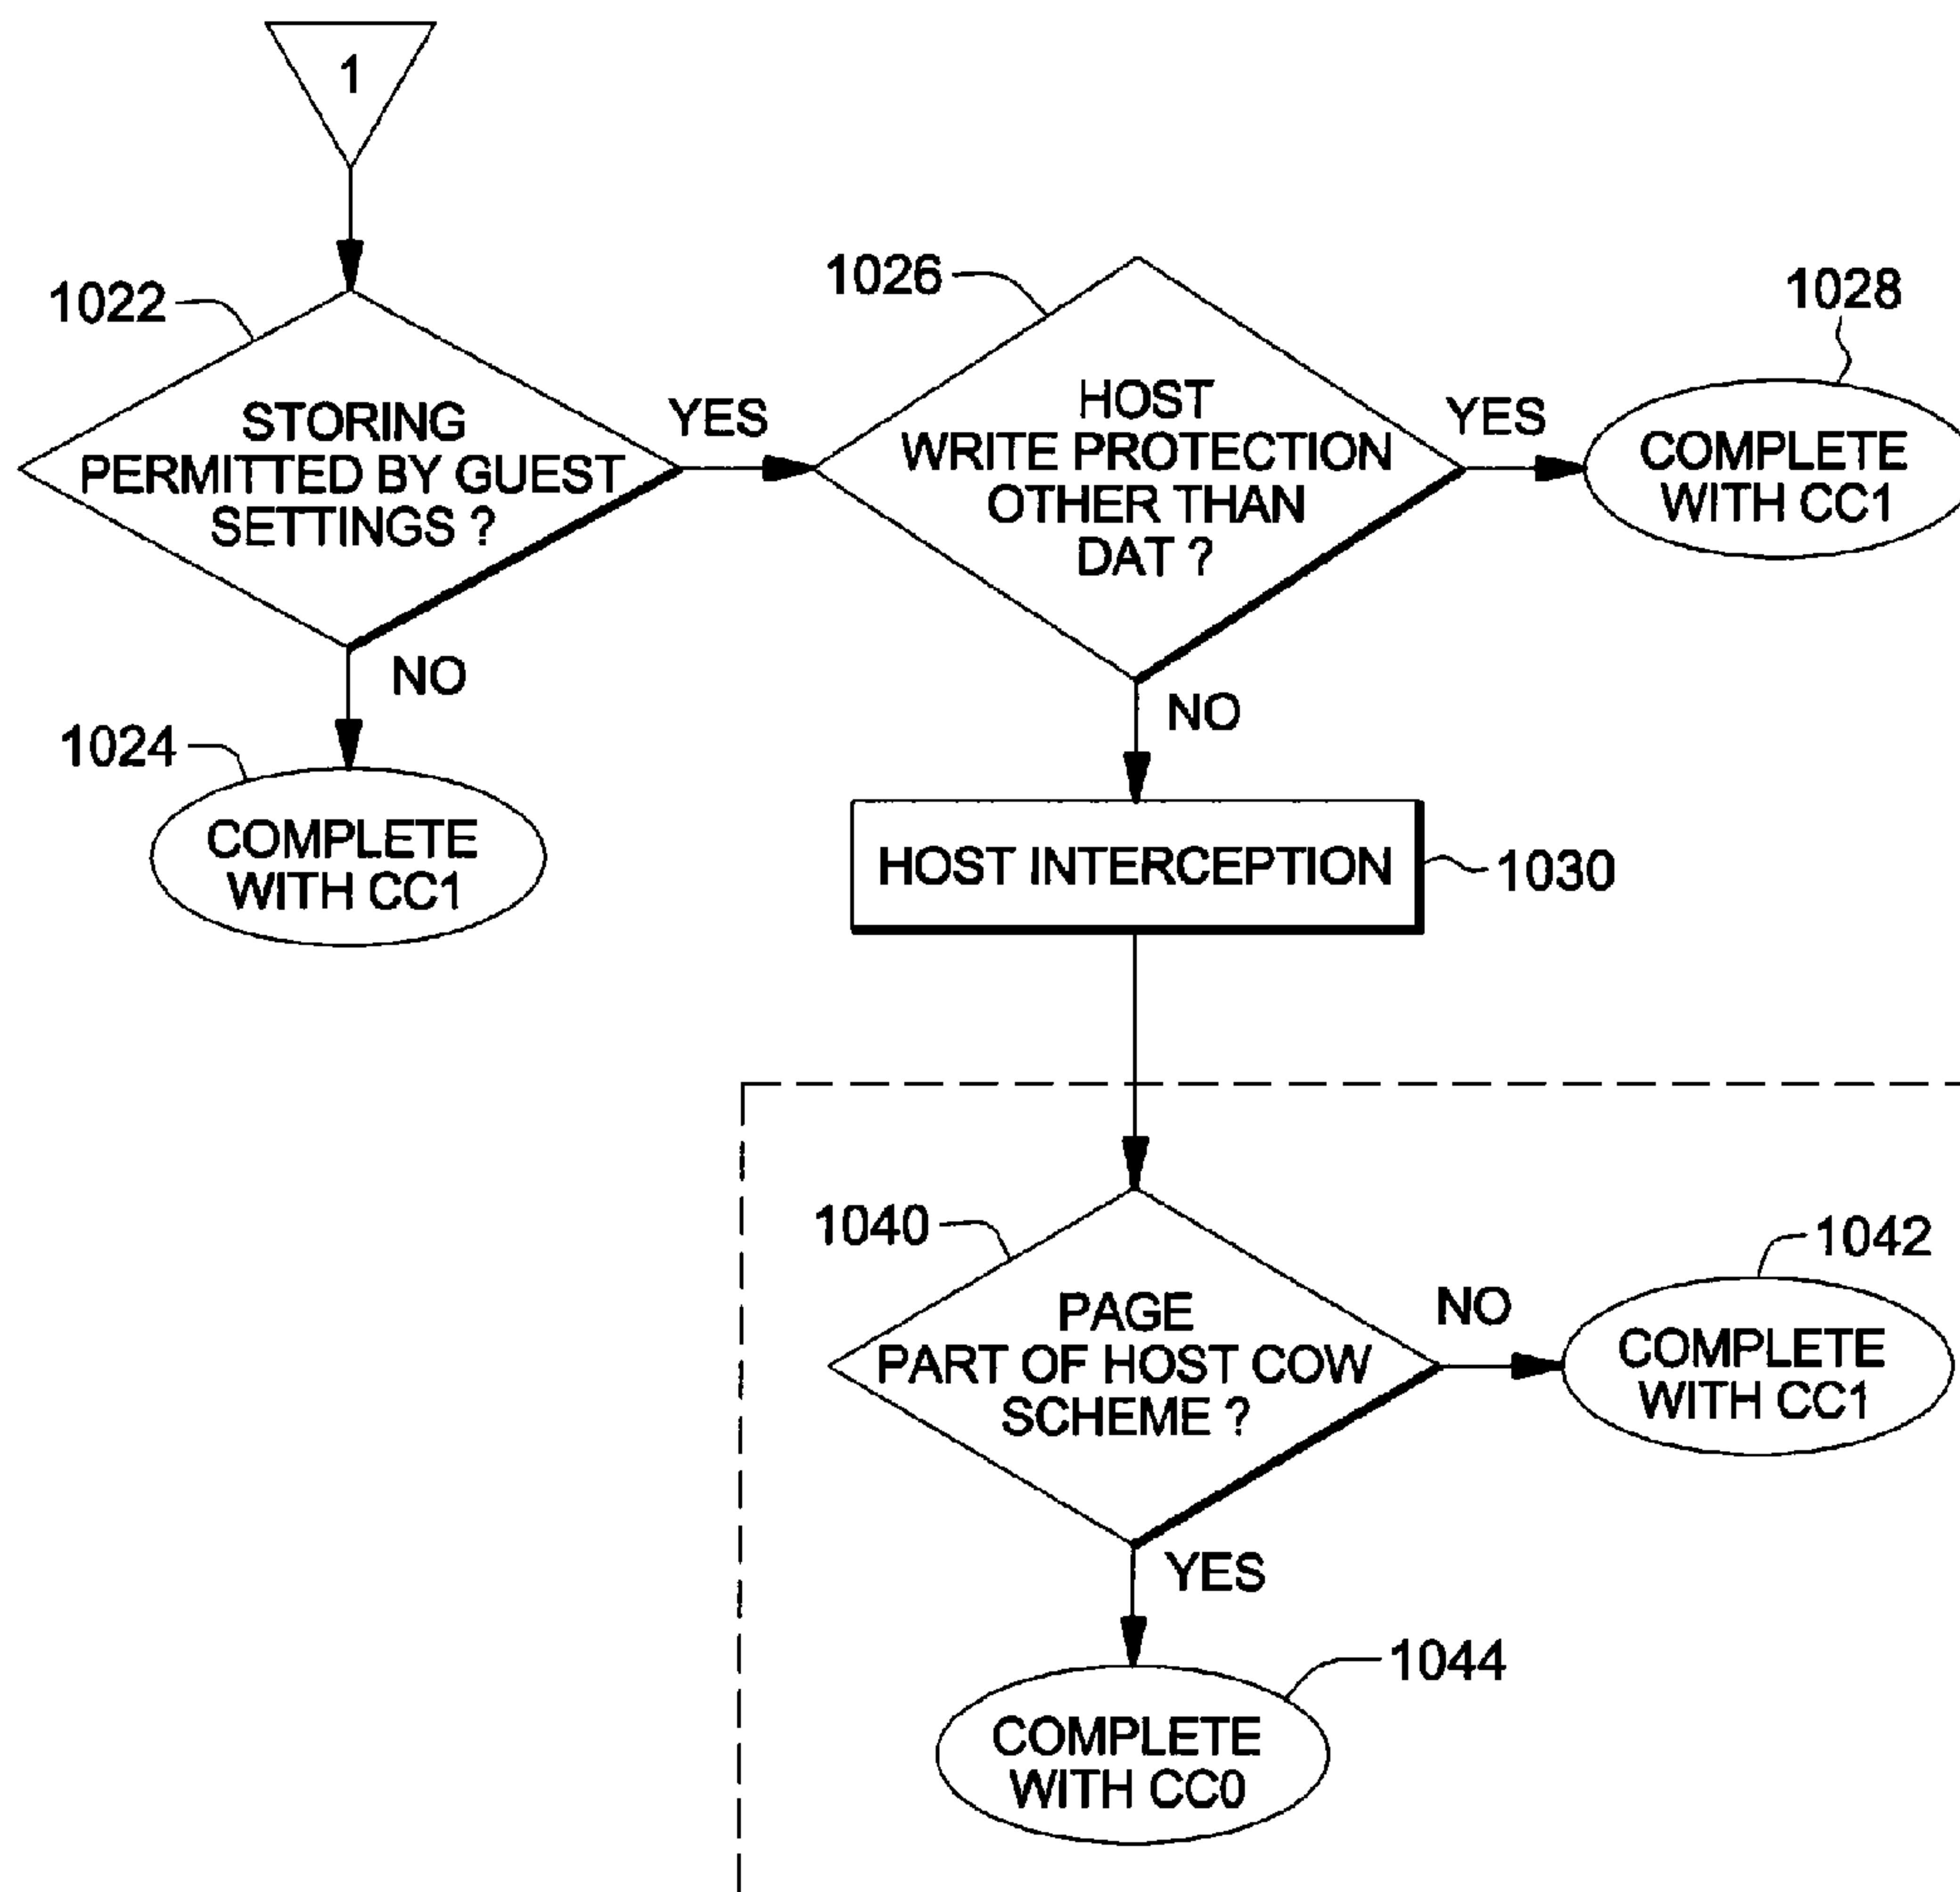 1
1022
STORING
PERMITTED BY GUEST
SETTINGS ?
YES
NO
1024
COMPLETE
WITH CC1
1026
HOST
WRITE PROTECTION
OTHER THAN
DAT ?
YES
NO
1028
COMPLETE
WITH CC1
HOST INTERCEPTION
1030
1040
PAGE
PART OF HOST COW
SCHEME ?
NO
YES
1042
COMPLETE
WITH CC1
1044
COMPLETE
WITH CC0